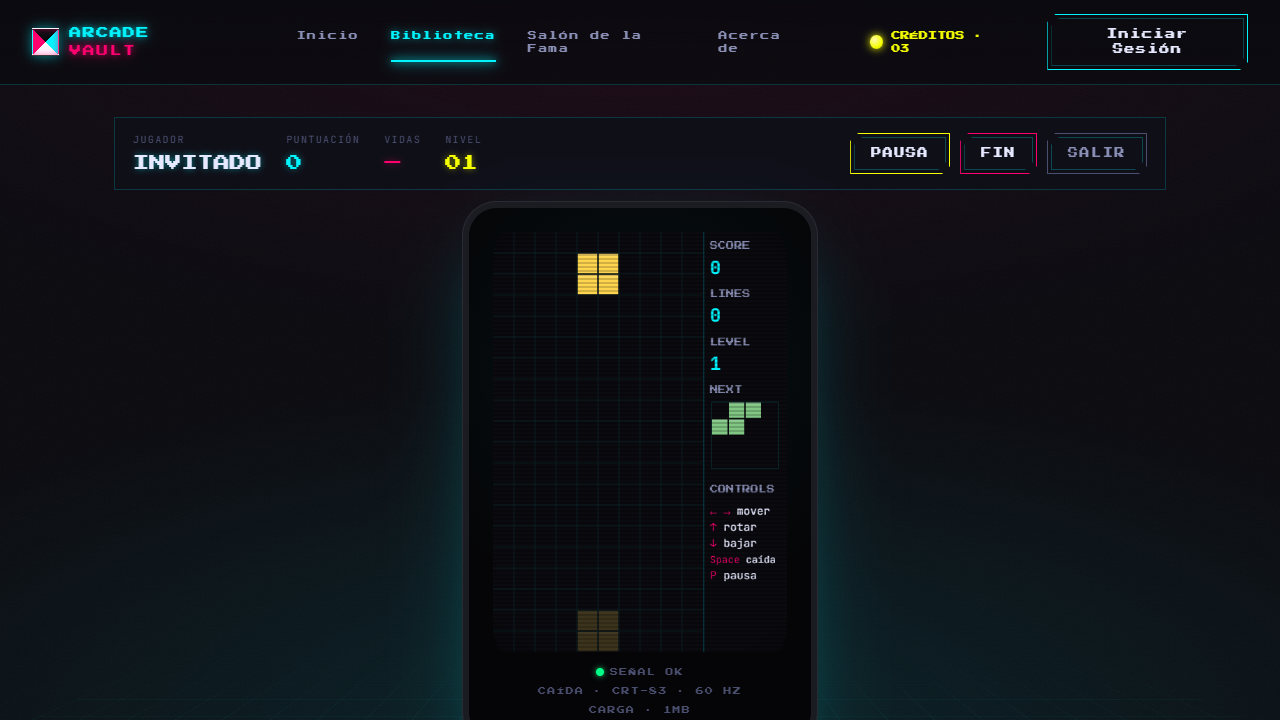 ARCADE
VAULT
Inicio
Biblioteca
Salón de la
Fama
Acerca
de
CRéDITOS ·
03
Iniciar
Sesión
JUGADOR
INVITADO
PUNTUACIÓN
0
VIDAS
—
NIVEL
01
PAUSA
FIN
SALIR
SCORE
0
LINES
0
LEVEL
1
NEXT
CONTROLS
← → mover
↑ rotar
↓ bajar
Space caída
P pausa
SEñAL OK
CAíDA · CRT-83 · 60 HZ
CARGA · 1MB